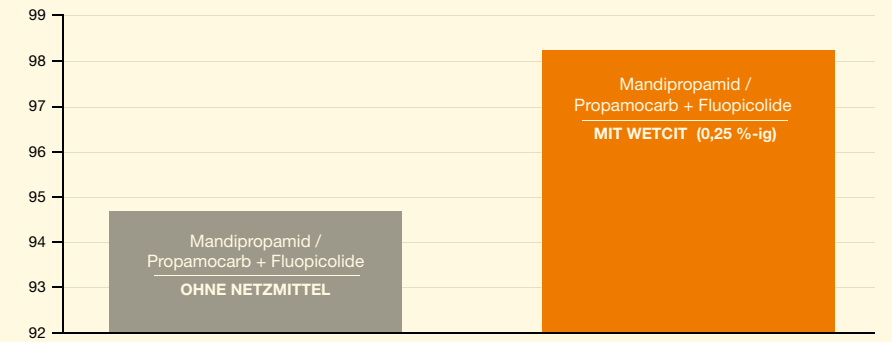 99
98
97
96
95
94
93
92
Mandipropamid /
Propamocarb + Fluopicolide
OHNE NETZMITTEL
Mandipropamid /
Propamocarb + Fluopicolide
MIT WETCIT (0,25 %-ig)